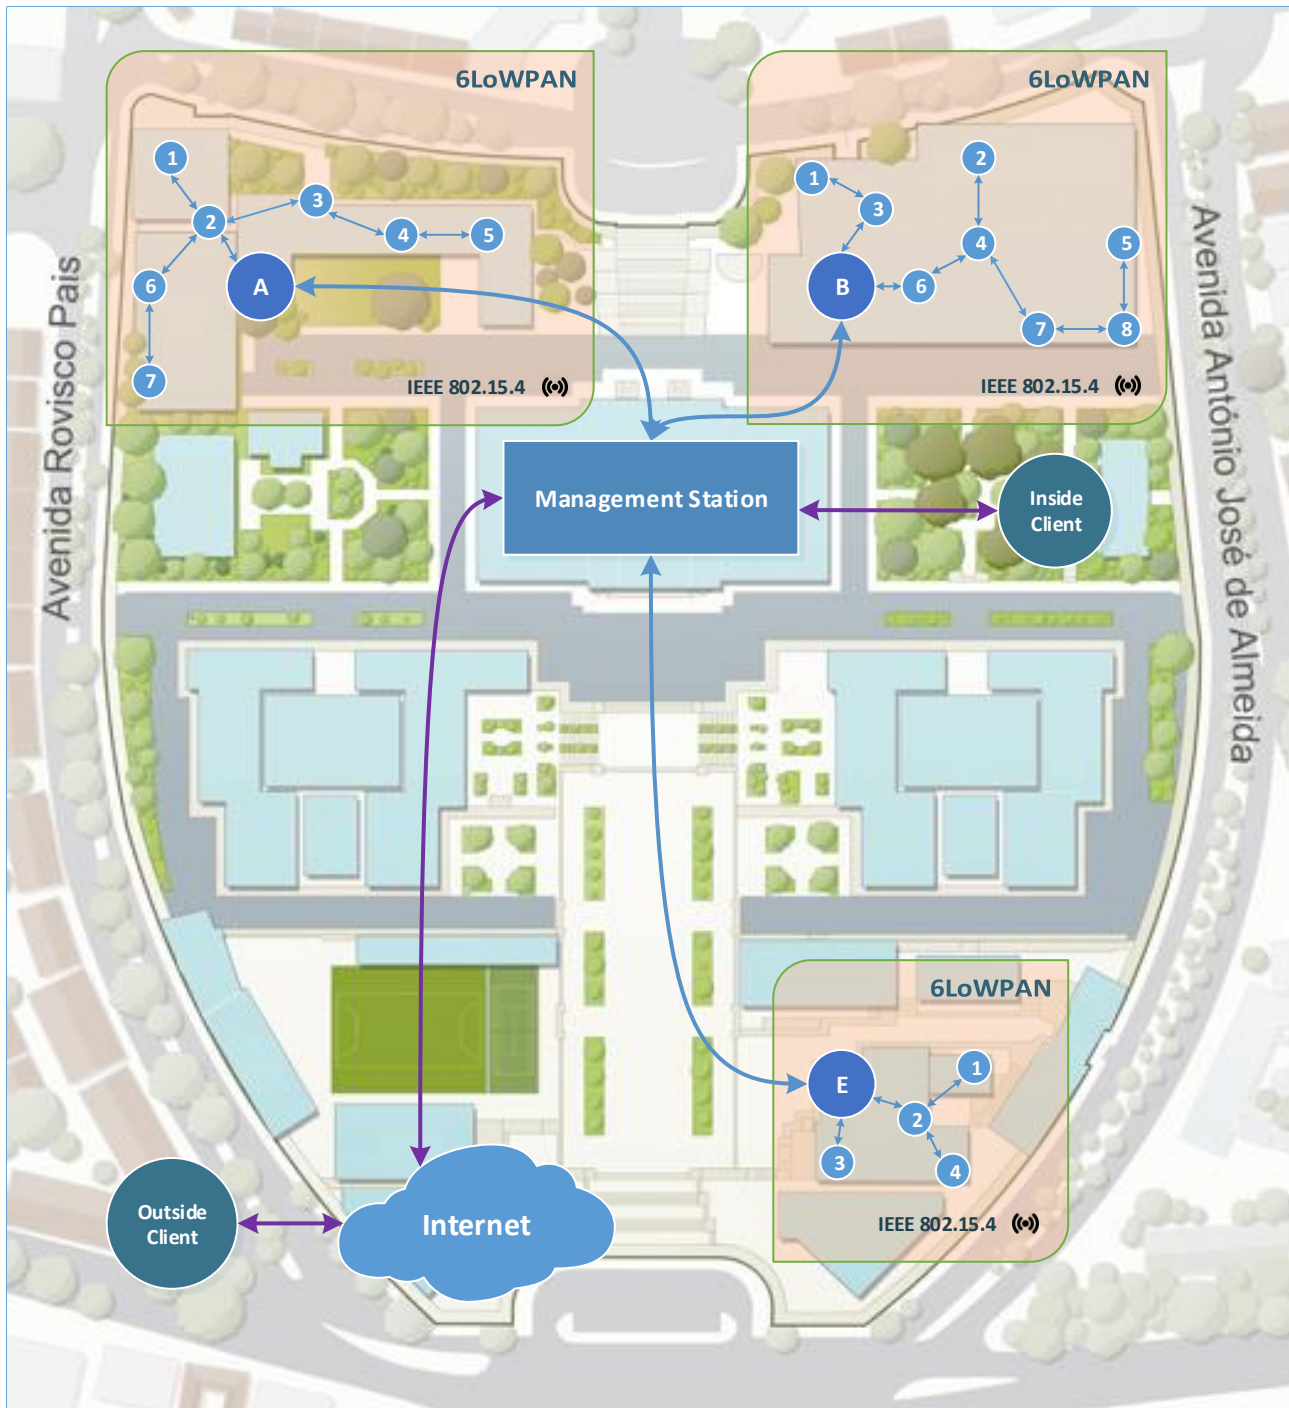 6LoWPAN
1
2
3
4
5
6
A
7
IEEE 802.15.4
6LoWPAN
1
2
3
4
5
B
6
7
8
IEEE 802.15.4
Avenida Rovisco Pais
Avenida António José de Almeida
Management Station
Inside
Client
6LoWPAN
E
1
2
3
4
IEEE 802.15.4
Outside
Client
Internet